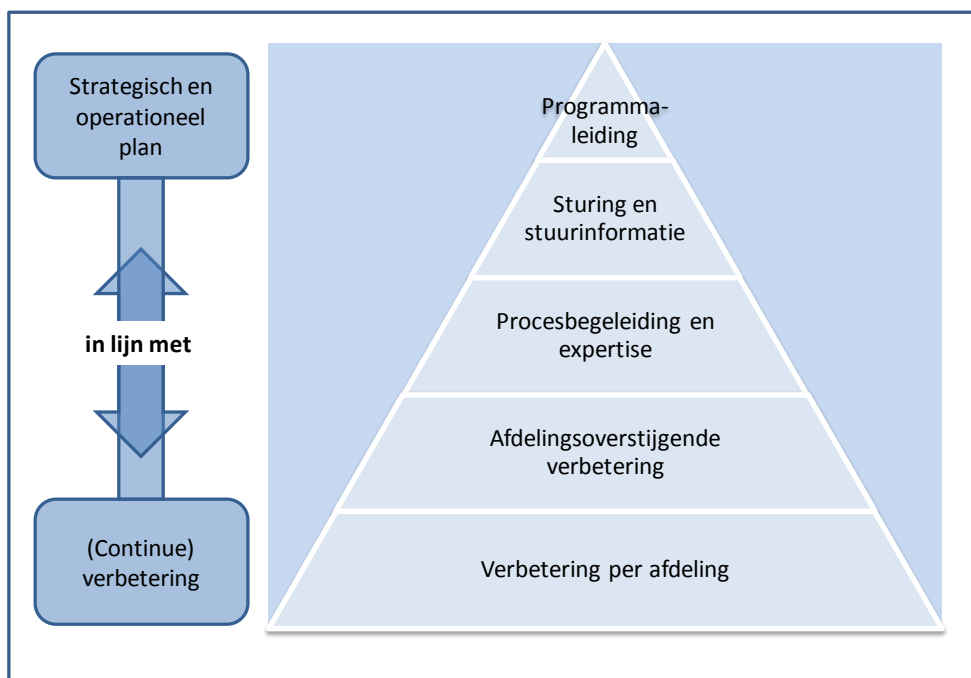 Strategisch en
operationeel
plan
in lijn met
(Continue)
verbetering
Programma-
leiding
Sturing en
stuurinformatie
Procesbegeleiding en
expertise
Afdelingsoverstijgende
verbetering
Verbetering per afdeling